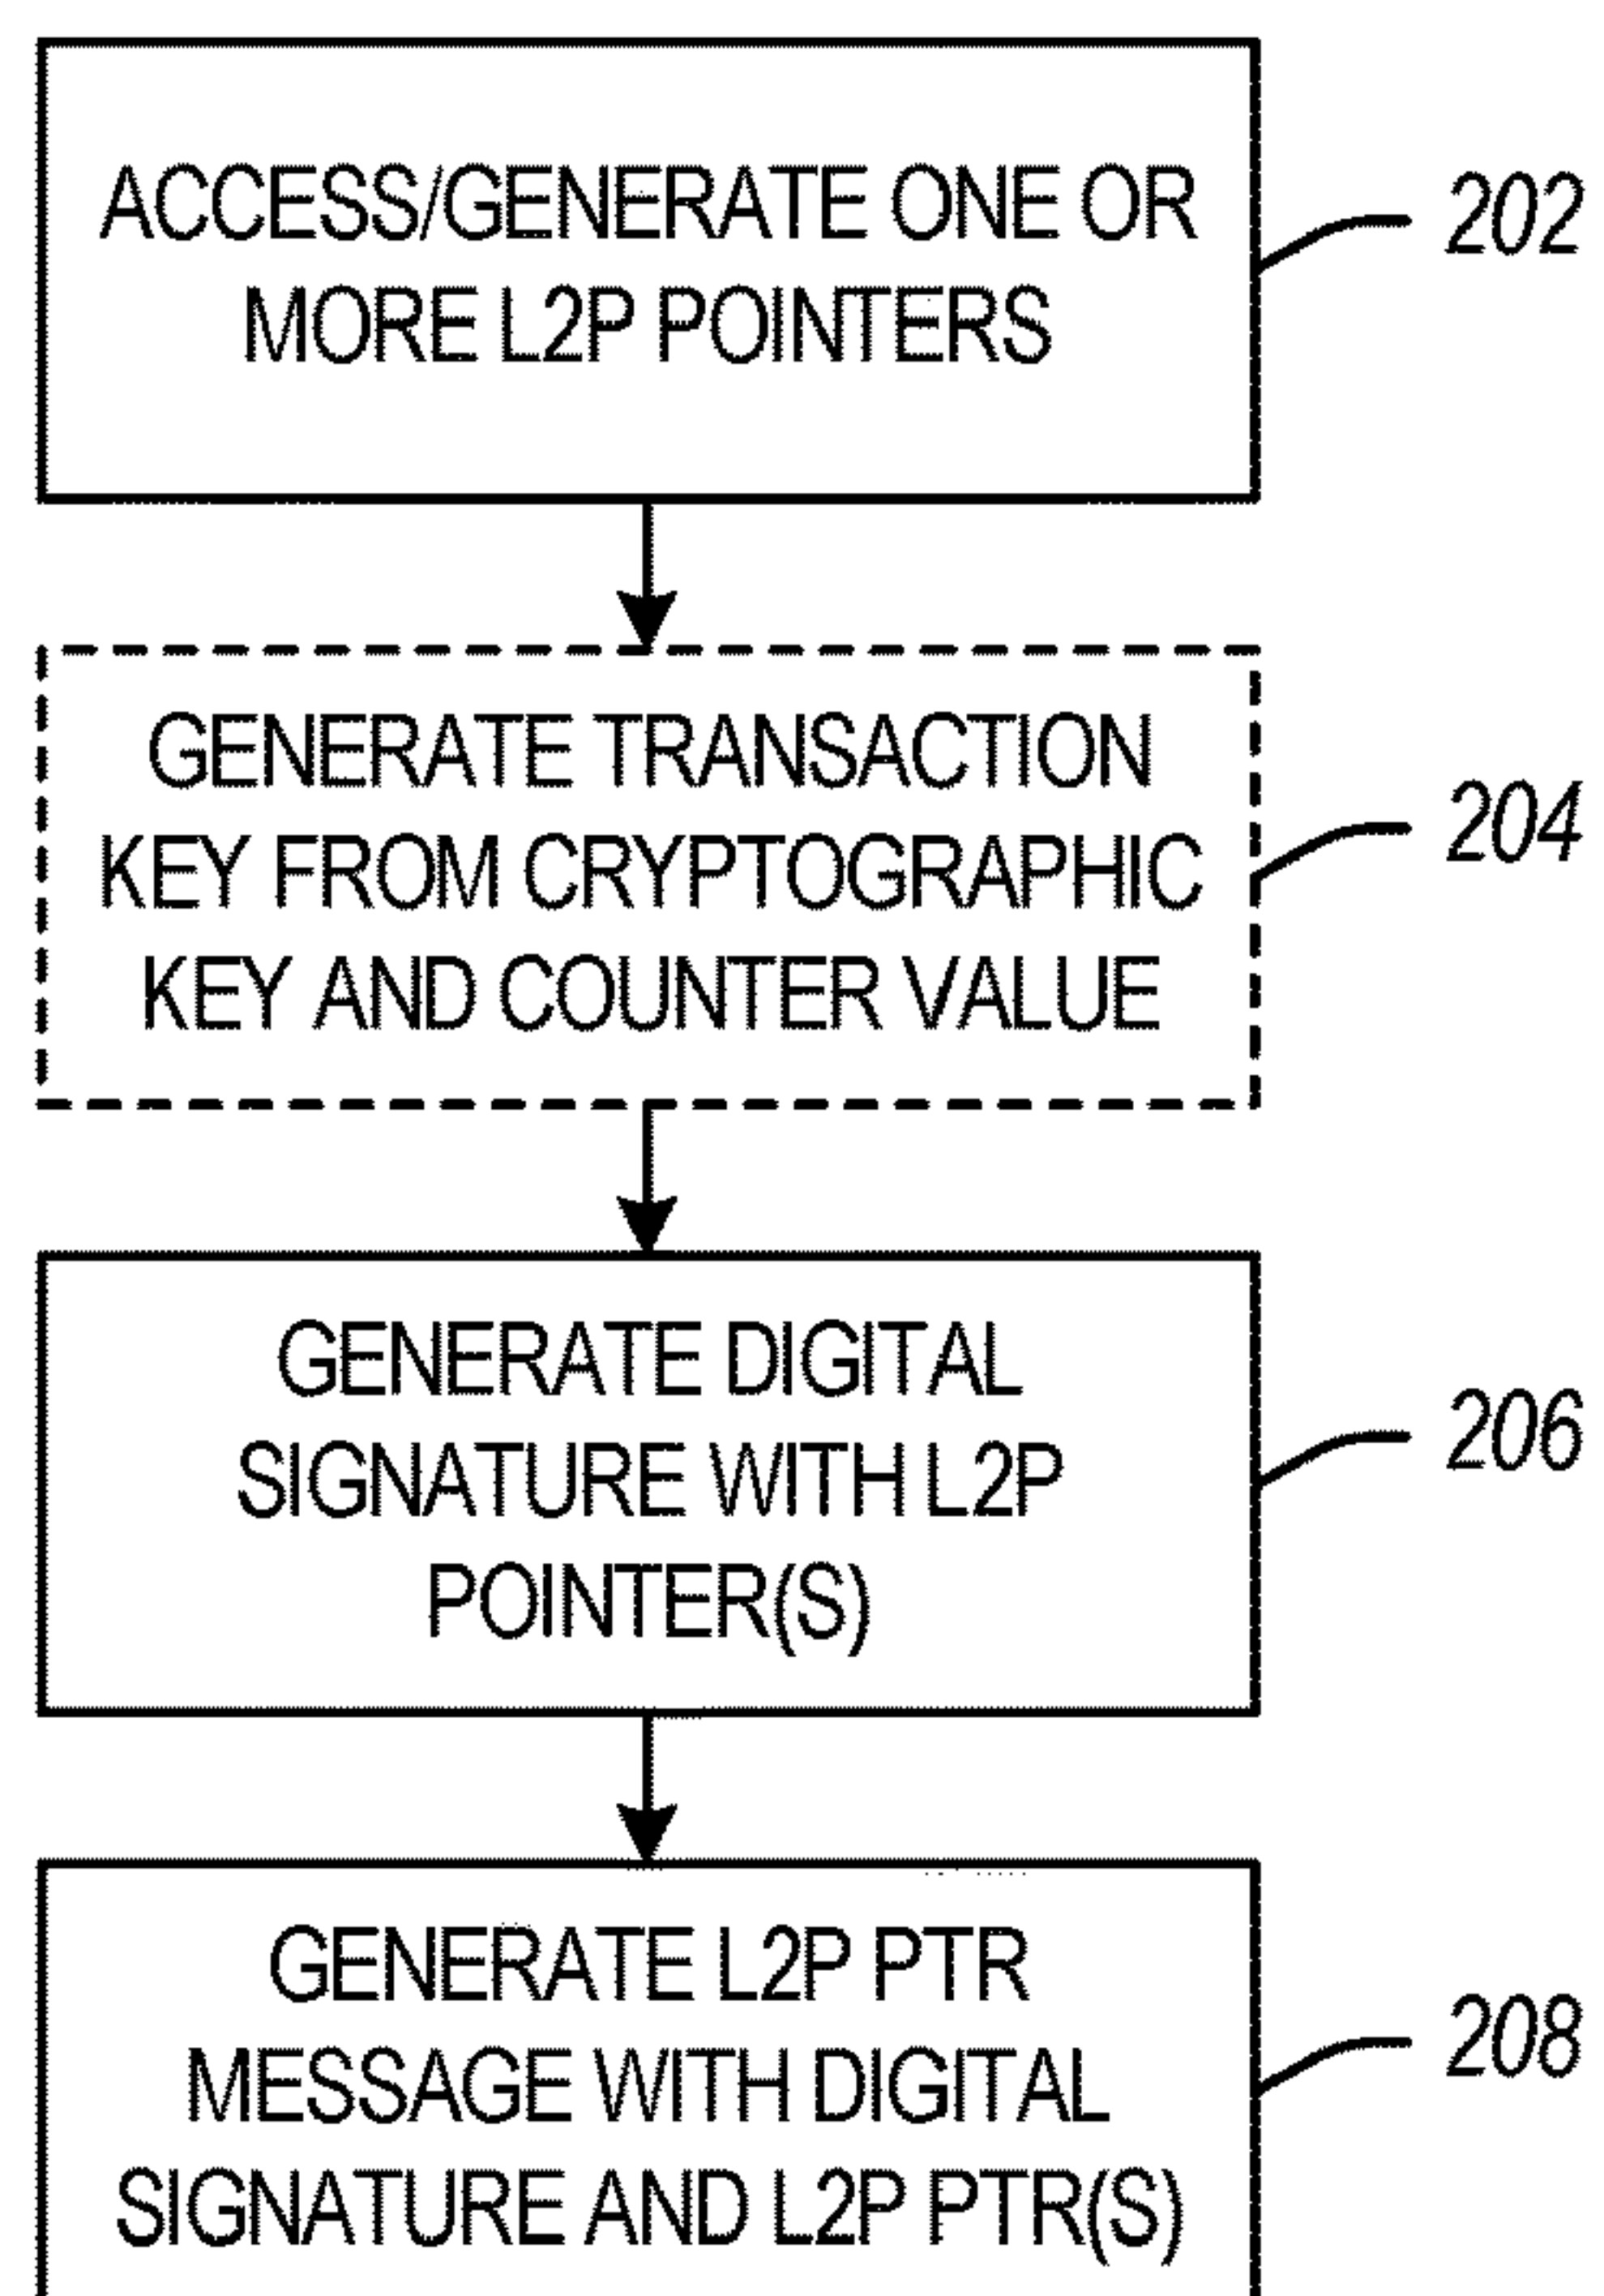 ACCESS/GENERATE ONE OR
MORE L2P POINTERS
202
GENERATE TRANSACTION
KEY FROM CRYPTOGRAPHIC
KEY AND COUNTER VALUE
204
GENERATE DIGITAL
SIGNATURE WITH L2P
POINTER(S)
206
GENERATE L2P PTR
MESSAGE WITH DIGITAL
SIGNATURE AND L2P PTR(S)
208